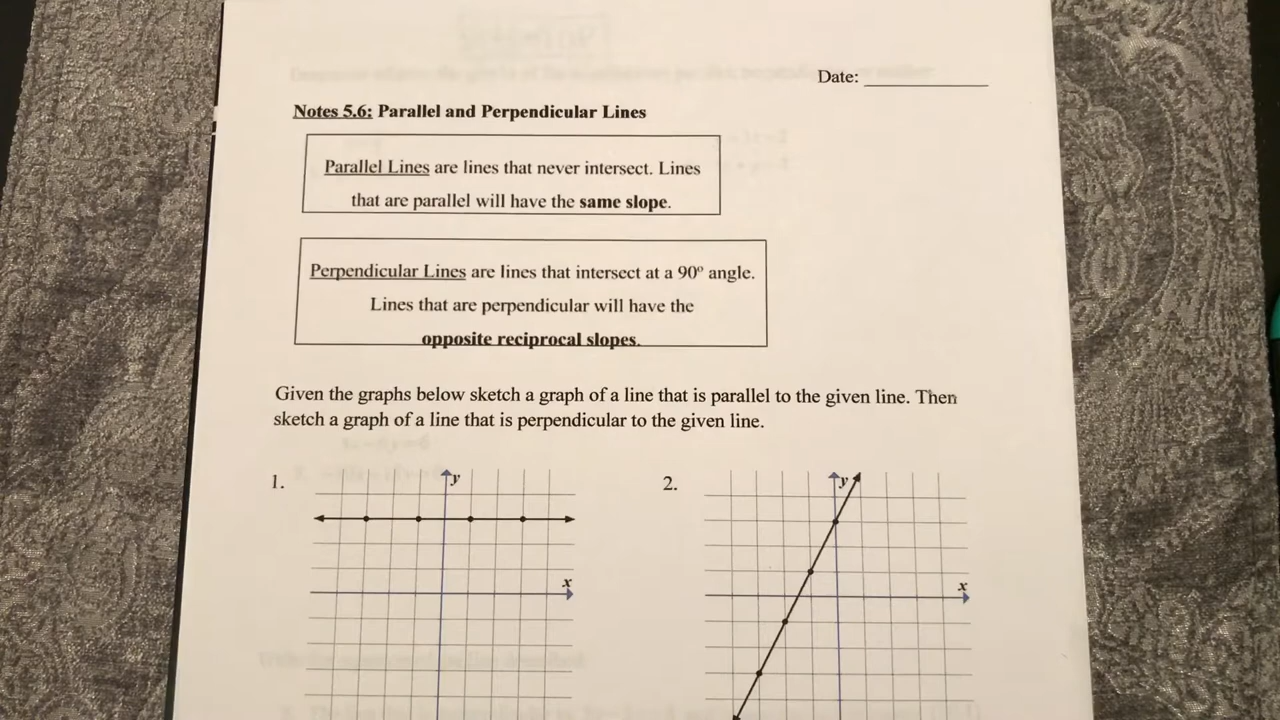 Date: ____________
Notes 5.6: Parallel and Perpendicular Lines
Parallel Lines are lines that never intersect. Lines
that are parallel will have the same slope.
Perpendicular Lines are lines that intersect at a 90° angle.
Lines that are perpendicular will have the
opposite reciprocal slopes.
Given the graphs below sketch a graph of a line that is parallel to the given line. Then
sketch a graph of a line that is perpendicular to the given line.
1.
y
x
2.
y
x